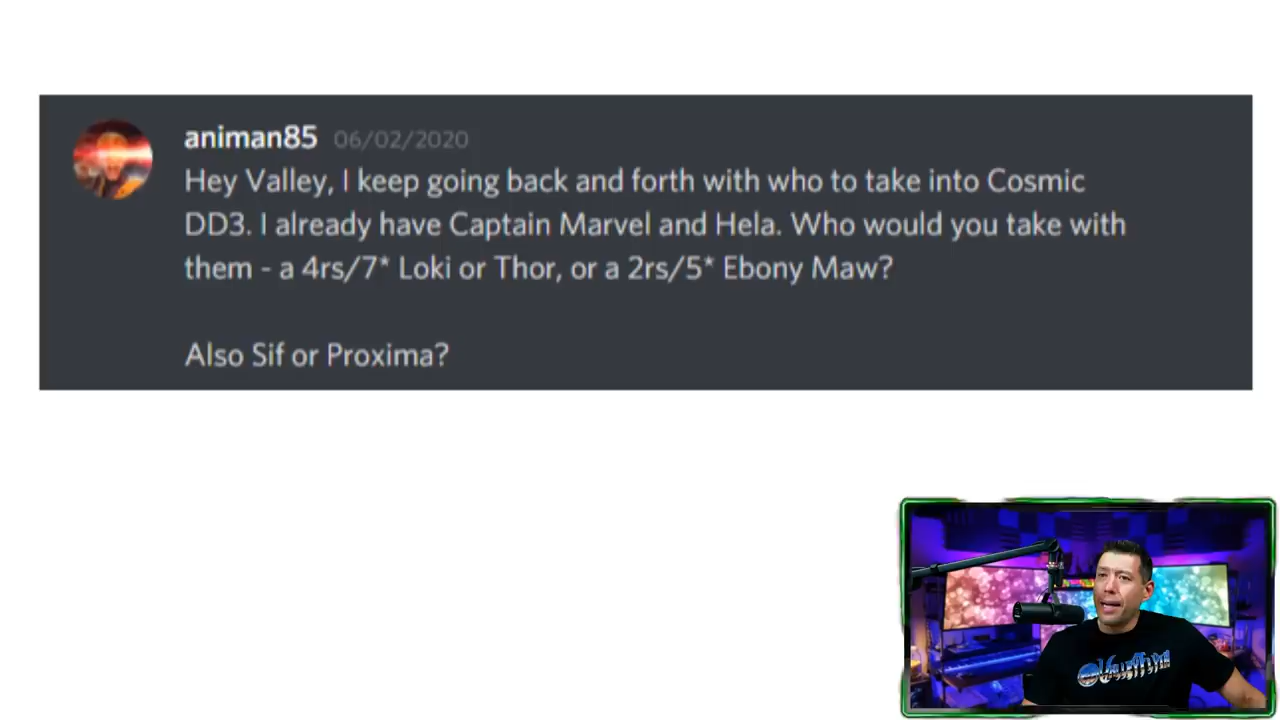 animan85 06/02/2020
Hey Valley, I keep going back and forth with who to take into Cosmic
DD3. I already have Captain Marvel and Hela. Who would you take with
them - a 4rs/7* Loki or Thor, or a 2rs/5* Ebony Maw?
Also Sif or Proxima?